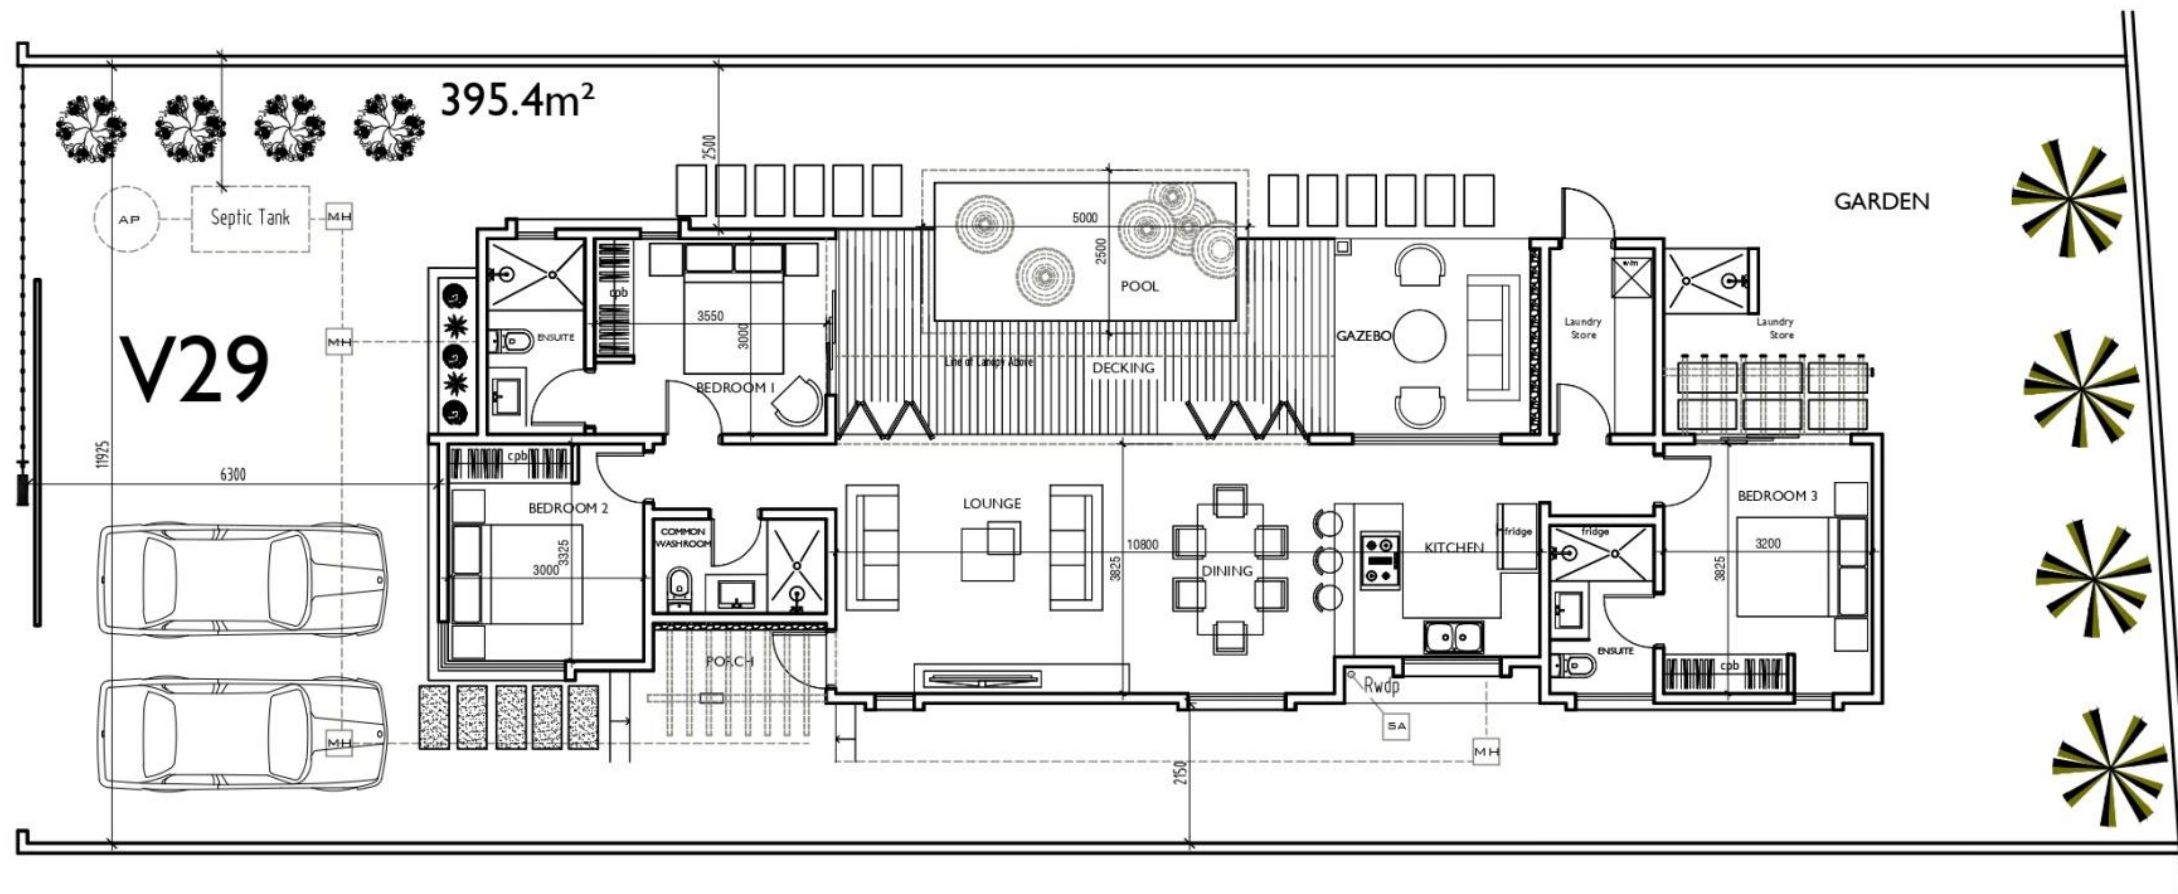 395.4m²
2500
AP
Septic Tank
MH
GARDEN
5000
2500
POOL
w/m
cpb
3550
3000
ENSUITE
V29
MH
GAZEBO
Laundry
Store
Laundry
Store
Line of Canopy Above
DECKING
BEDROOM 1
11925
6300
cpb
BEDROOM 2
LOUNGE
BEDROOM 3
COMMON
WASHROOM
3325
3000
10800
3825
DINING
KITCHEN
fridge
fridge
3200
3825
PORCH
ENSUITE
cpb
Rwdp
SA
MH
MH
2150